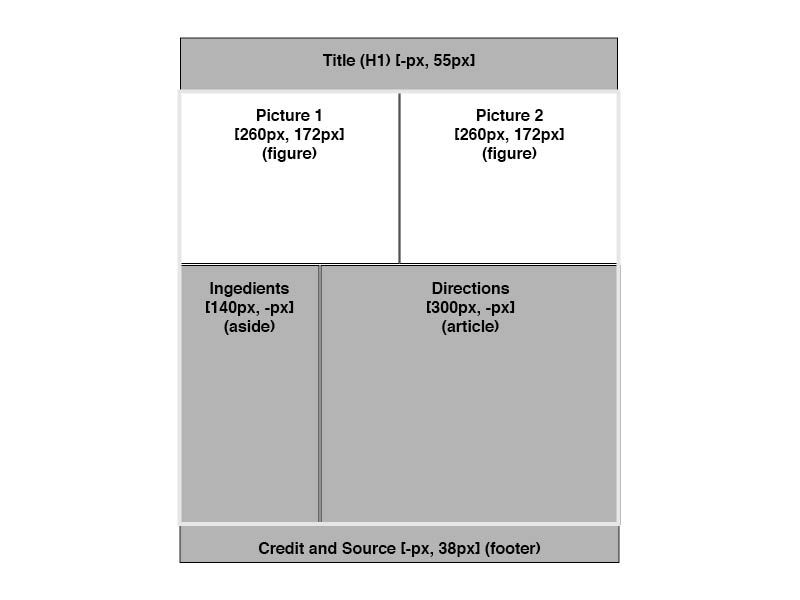 Title (H1) [-px, 55px]
Picture 1
[260px, 172px]
(figure)
Picture 2
[260px, 172px]
(figure)
Ingedients
[140px, -px]
(aside)
Directions
[300px, -px]
(article)
Credit and Source [-px, 38px] (footer)